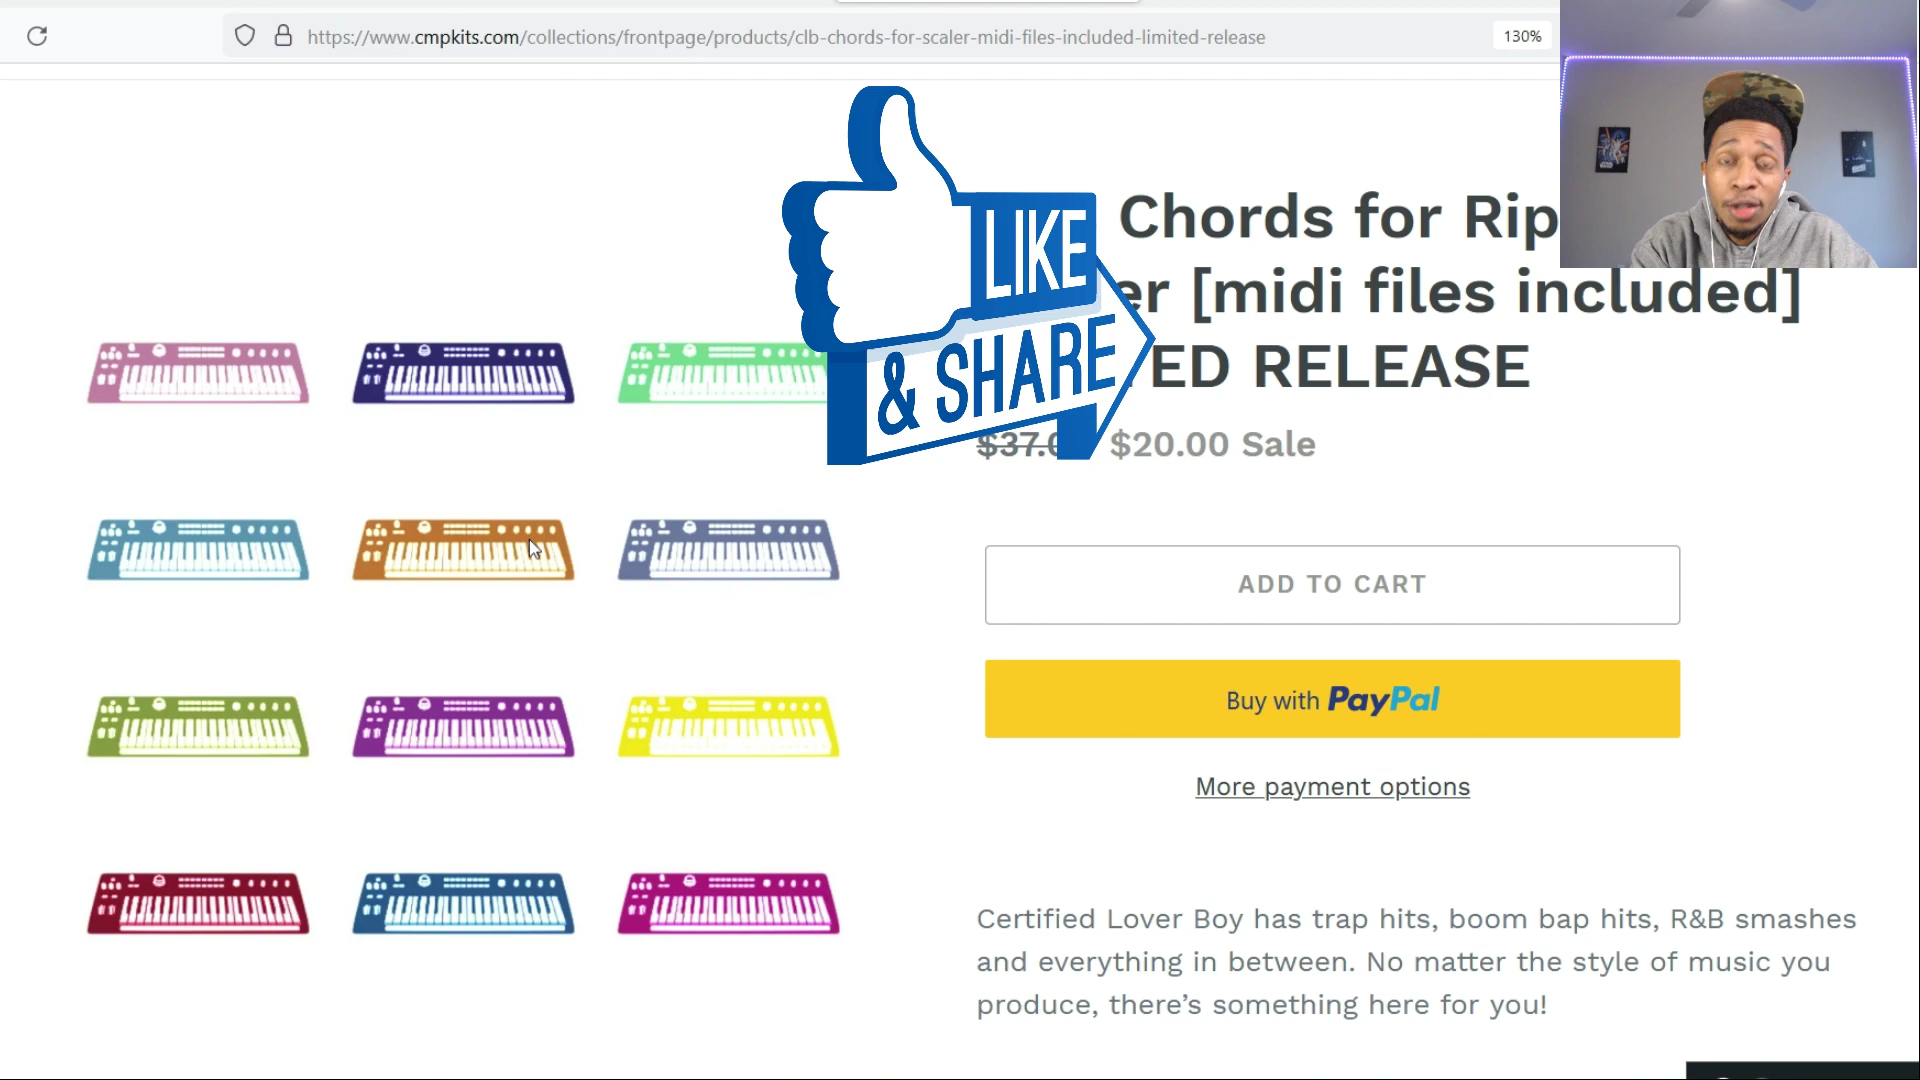 https://www.cmpkits.com/collections/frontpage/products/clb-chords-for-scaler-midi-files-included-limited-release
130%
Chords for Rip
er [midi files included]
ED RELEASE
LIKE
& SHARE
$37.0 $20.00 Sale
ADD TO CART
Buy with PayPal
More payment options
Certified Lover Boy has trap hits, boom bap hits, R&B smashes
and everything in between. No matter the style of music you
produce, there’s something here for you!